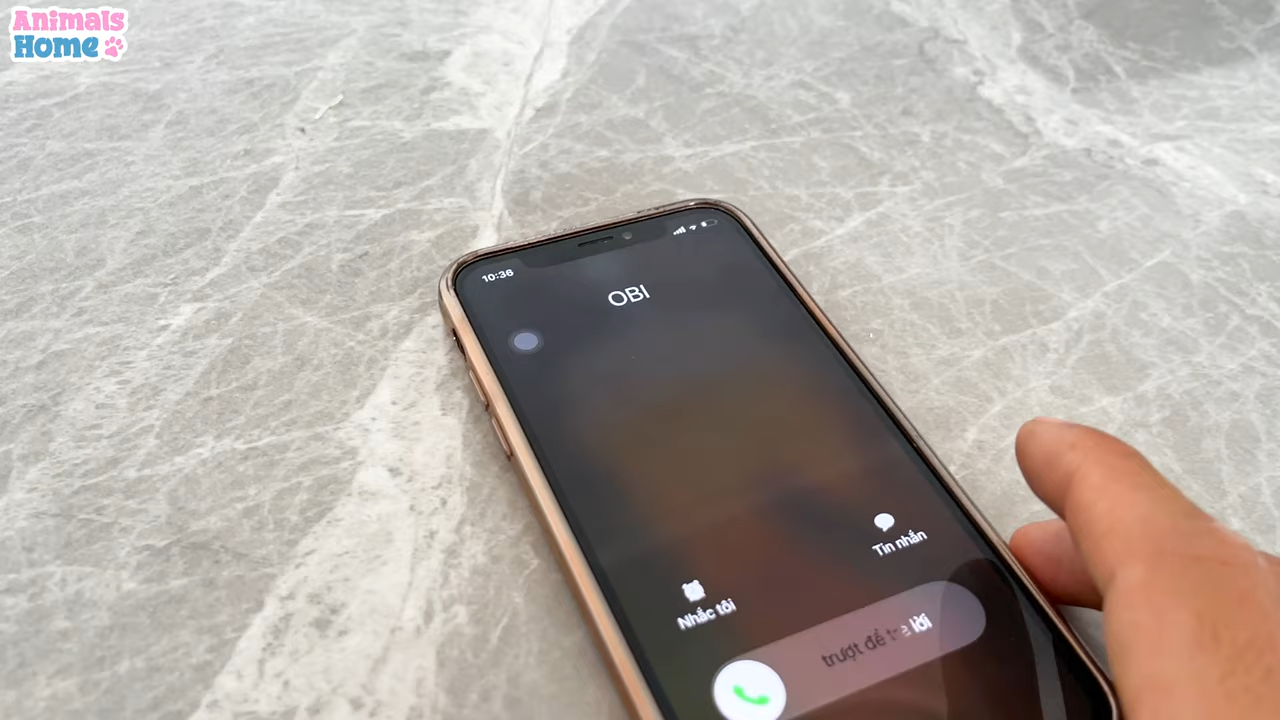 Animals
Home
10:36
OBI
Tin nhắn
Nhắc tôi
trượt để trả lời